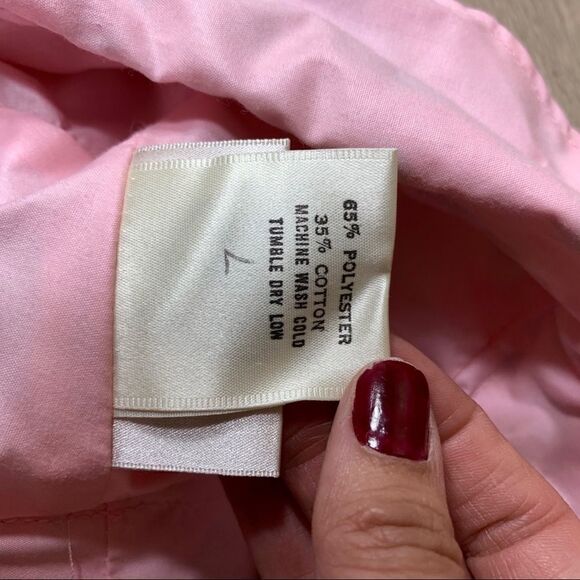 65% POLYESTER
35% COTTON
MACHINE WASH COLD
TUMBLE DRY LOW